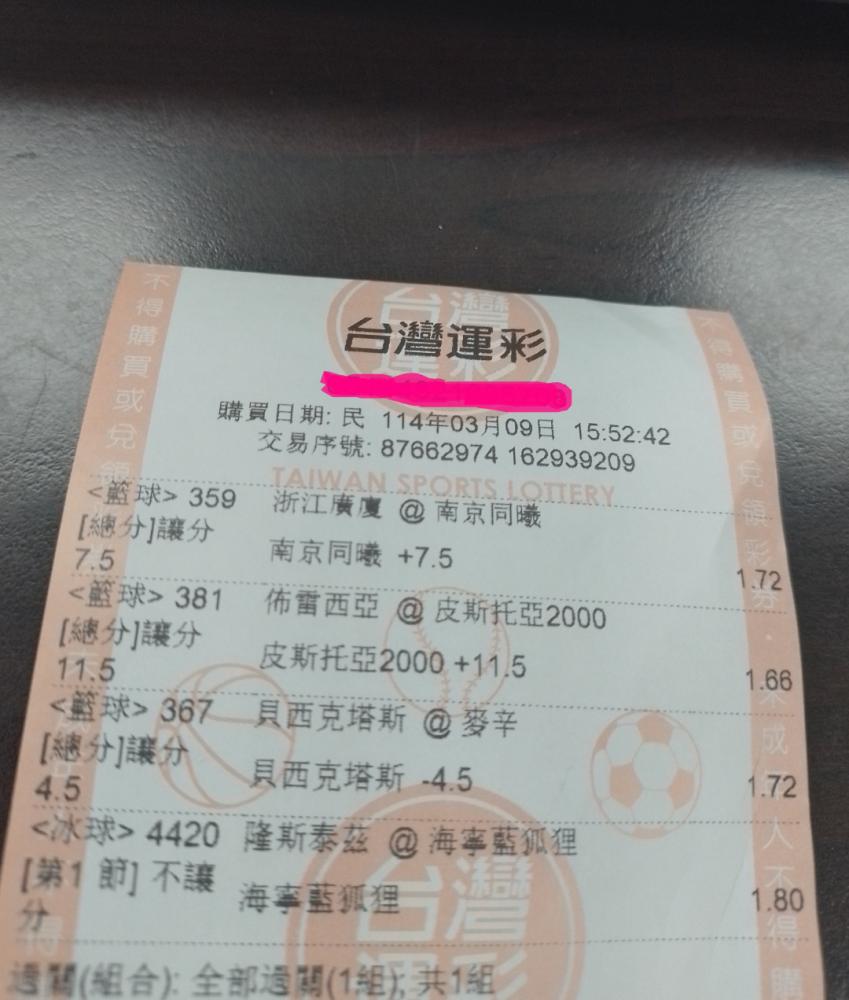 台灣運彩
購買日期: 民 114年03月09日 15:52:42
交易序號: 87662974 162939209
TAIWAN SPORTS LOTTERY
<籃球> 359 浙江廣廈 @ 南京同曦
[總分]讓分
7.5 南京同曦 +7.5 1.72
<籃球> 381 佈雷西亞 @ 皮斯托亞2000
[總分]讓分
11.5 皮斯托亞2000 +11.5 1.66
<籃球> 367 貝西克塔斯 @ 麥辛
[總分]讓分
4.5 貝西克塔斯 -4.5 1.72
<冰球> 4420 隆斯泰茲 @ 海寧藍狐狸
[第1 節] 不讓
分 海寧藍狐狸 1.80
過關(組合): 全部過關(1組), 共1組
不得購買或兌領
不得購買或兌領彩券
台灣運彩
台灣運彩